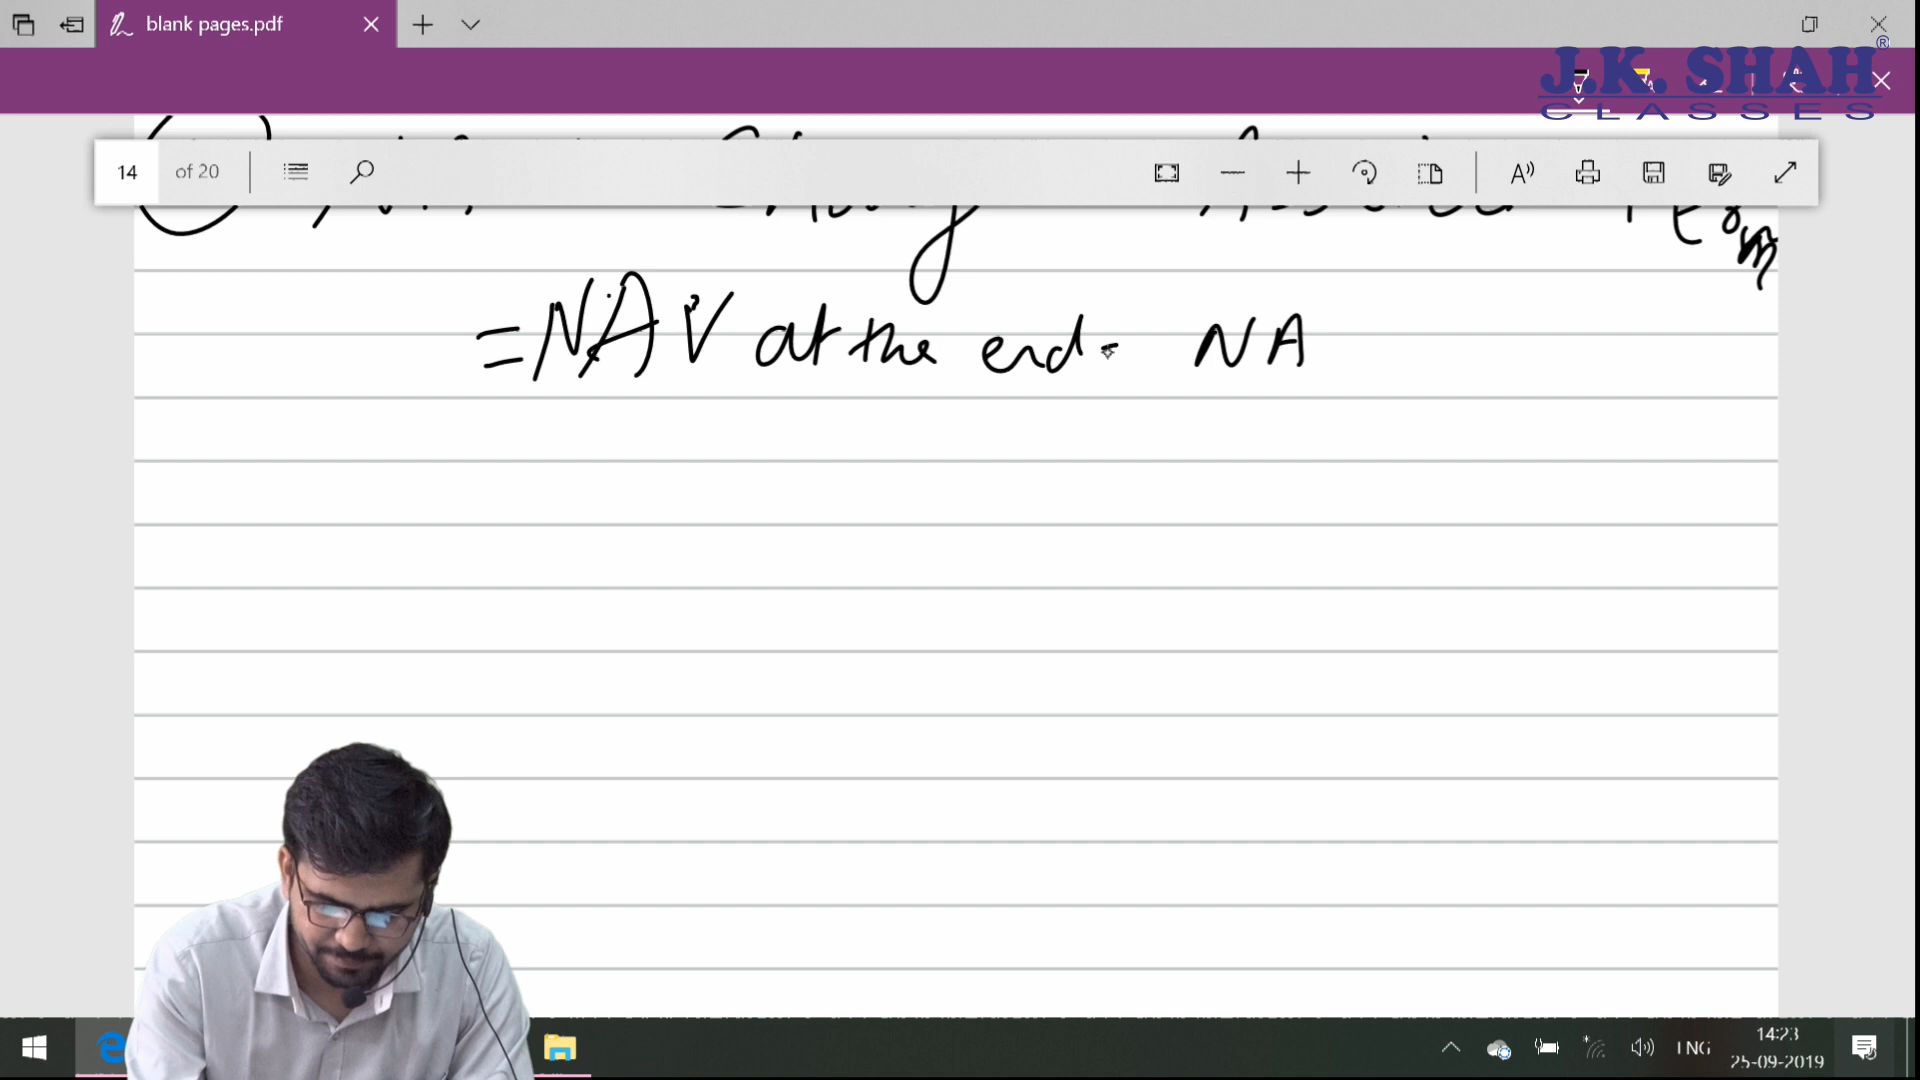 blank pages.pdf
J.K. SHAH®
CLASSES
14 of 20
= NAV at the end - NA
ENG
14:23
25-09-2019